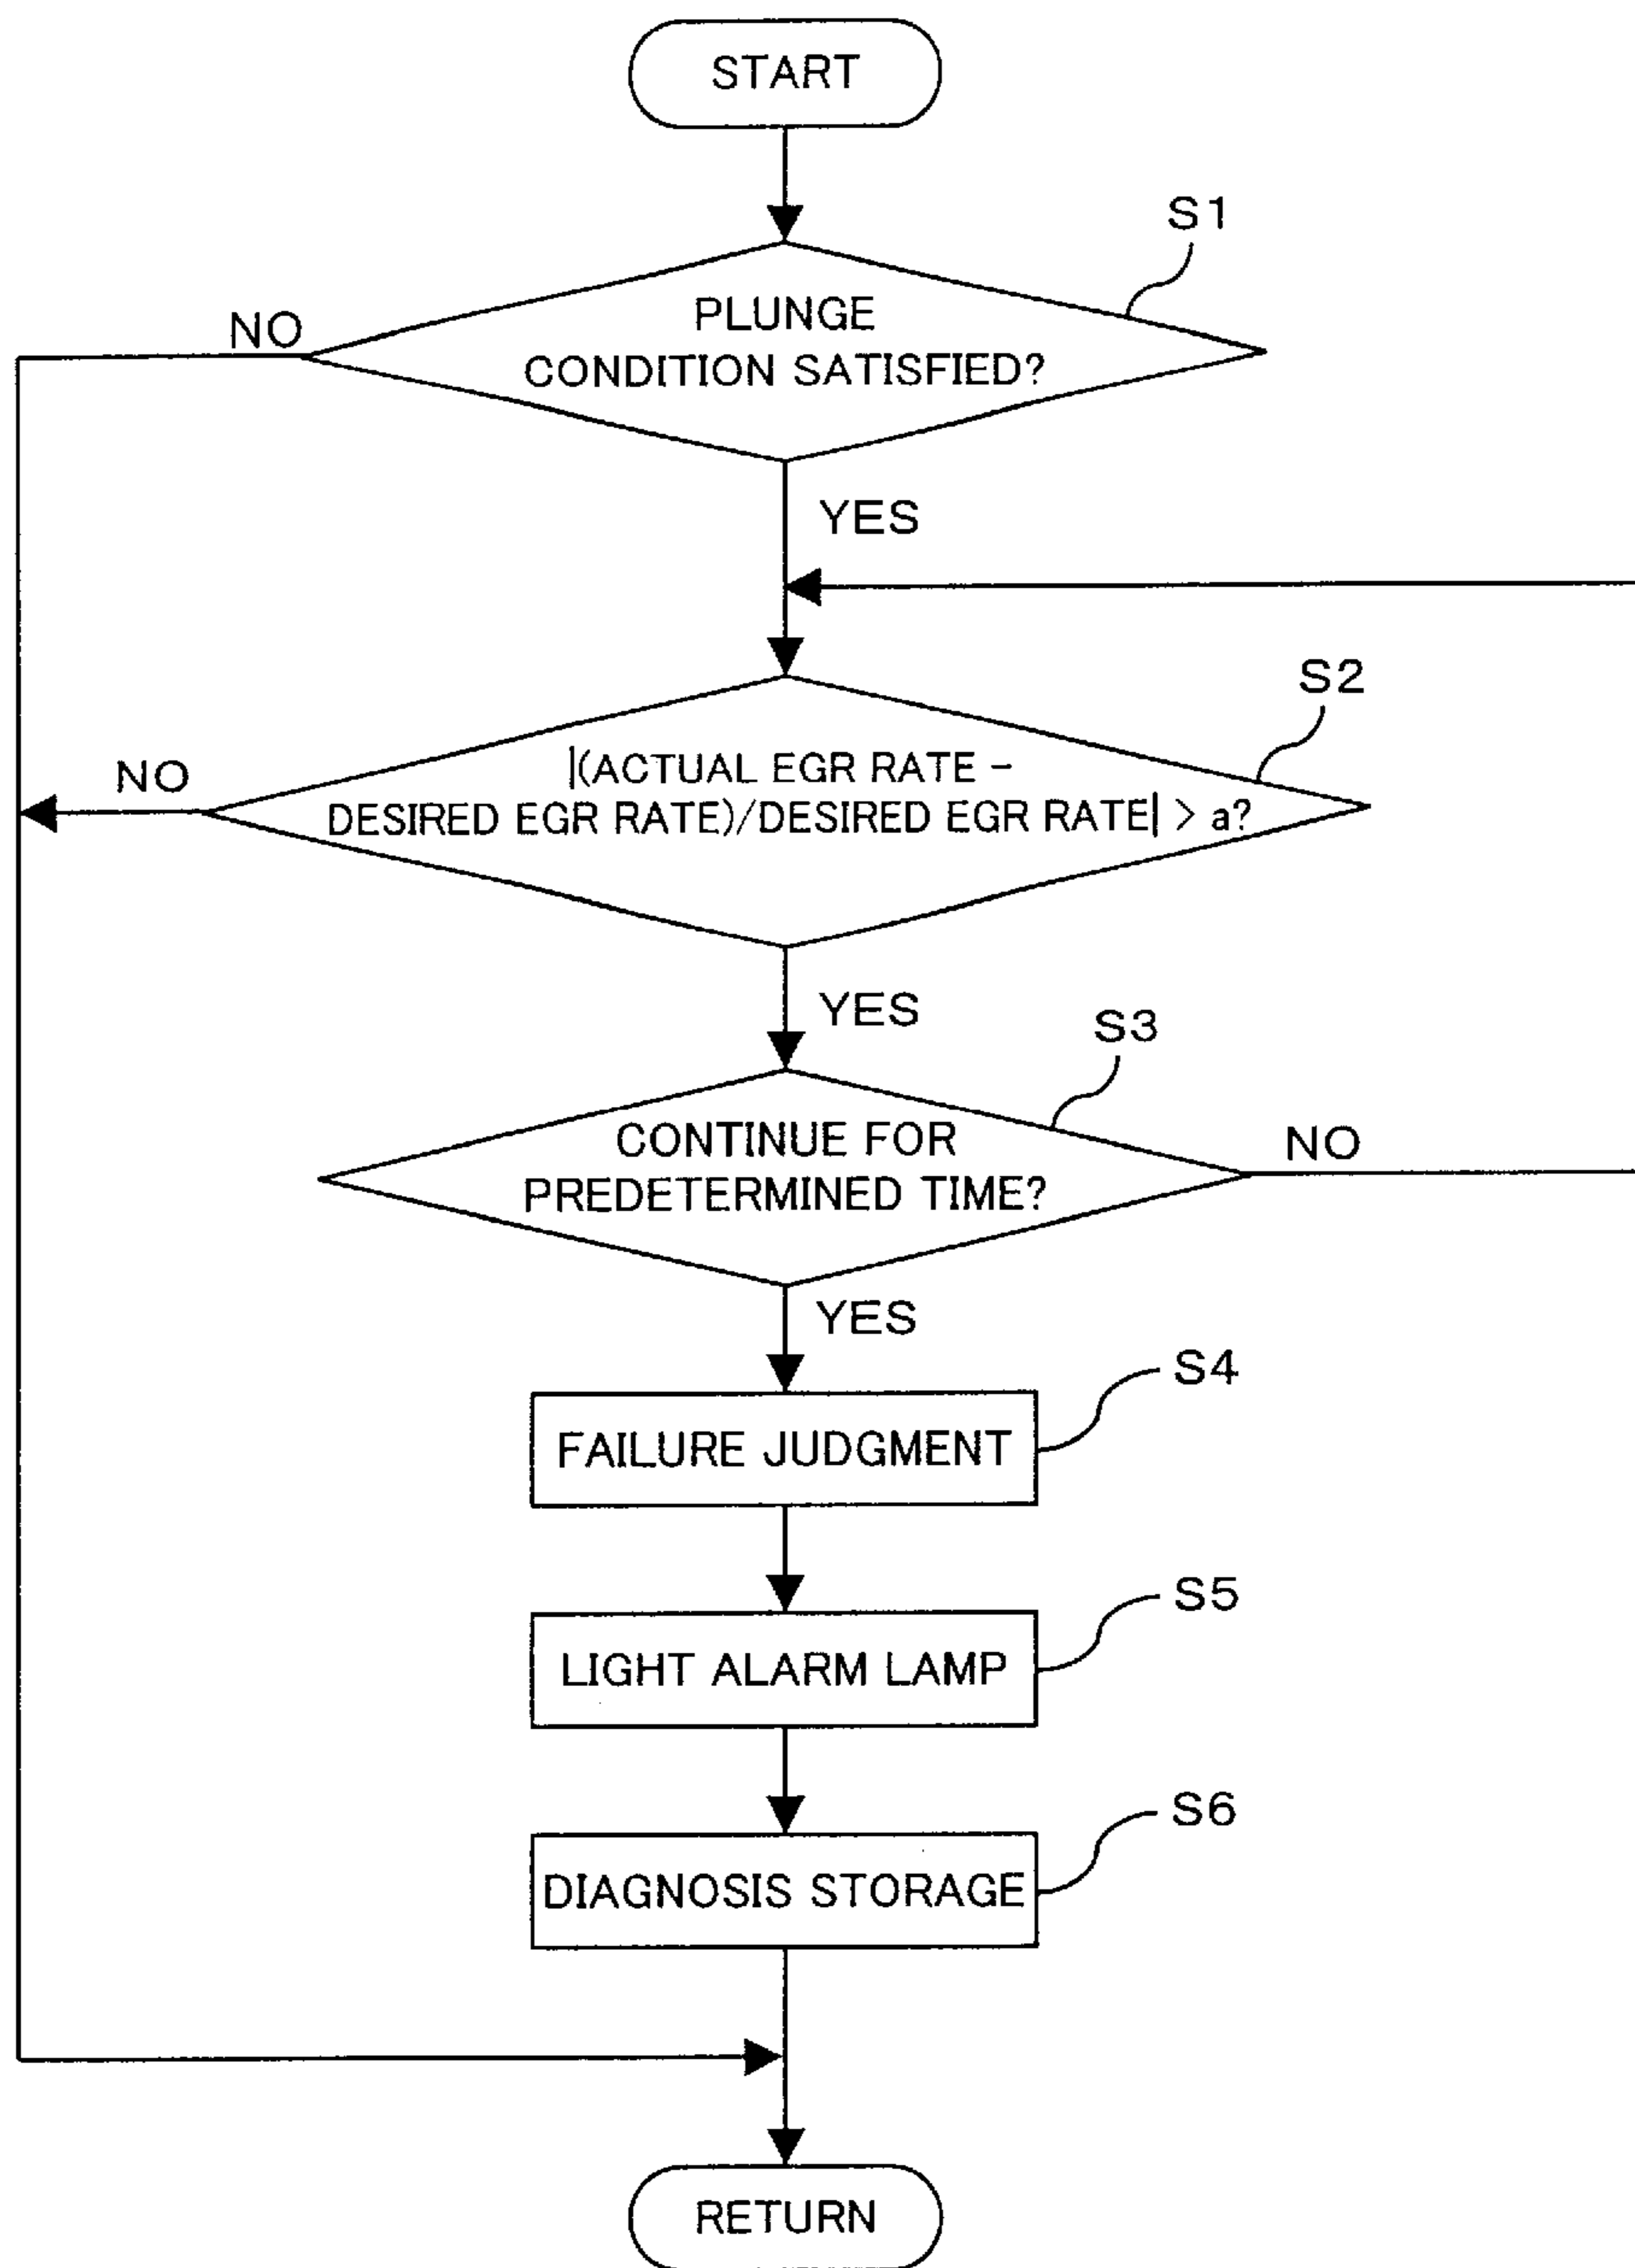 START
S1
NO
PLUNGE
CONDITION SATISFIED?
YES
S2
NO
|(ACTUAL EGR RATE -
DESIRED EGR RATE)/DESIRED EGR RATE| > a?
YES
S3
CONTINUE FOR
PREDETERMINED TIME?
NO
YES
S4
FAILURE JUDGMENT
S5
LIGHT ALARM LAMP
S6
DIAGNOSIS STORAGE
RETURN